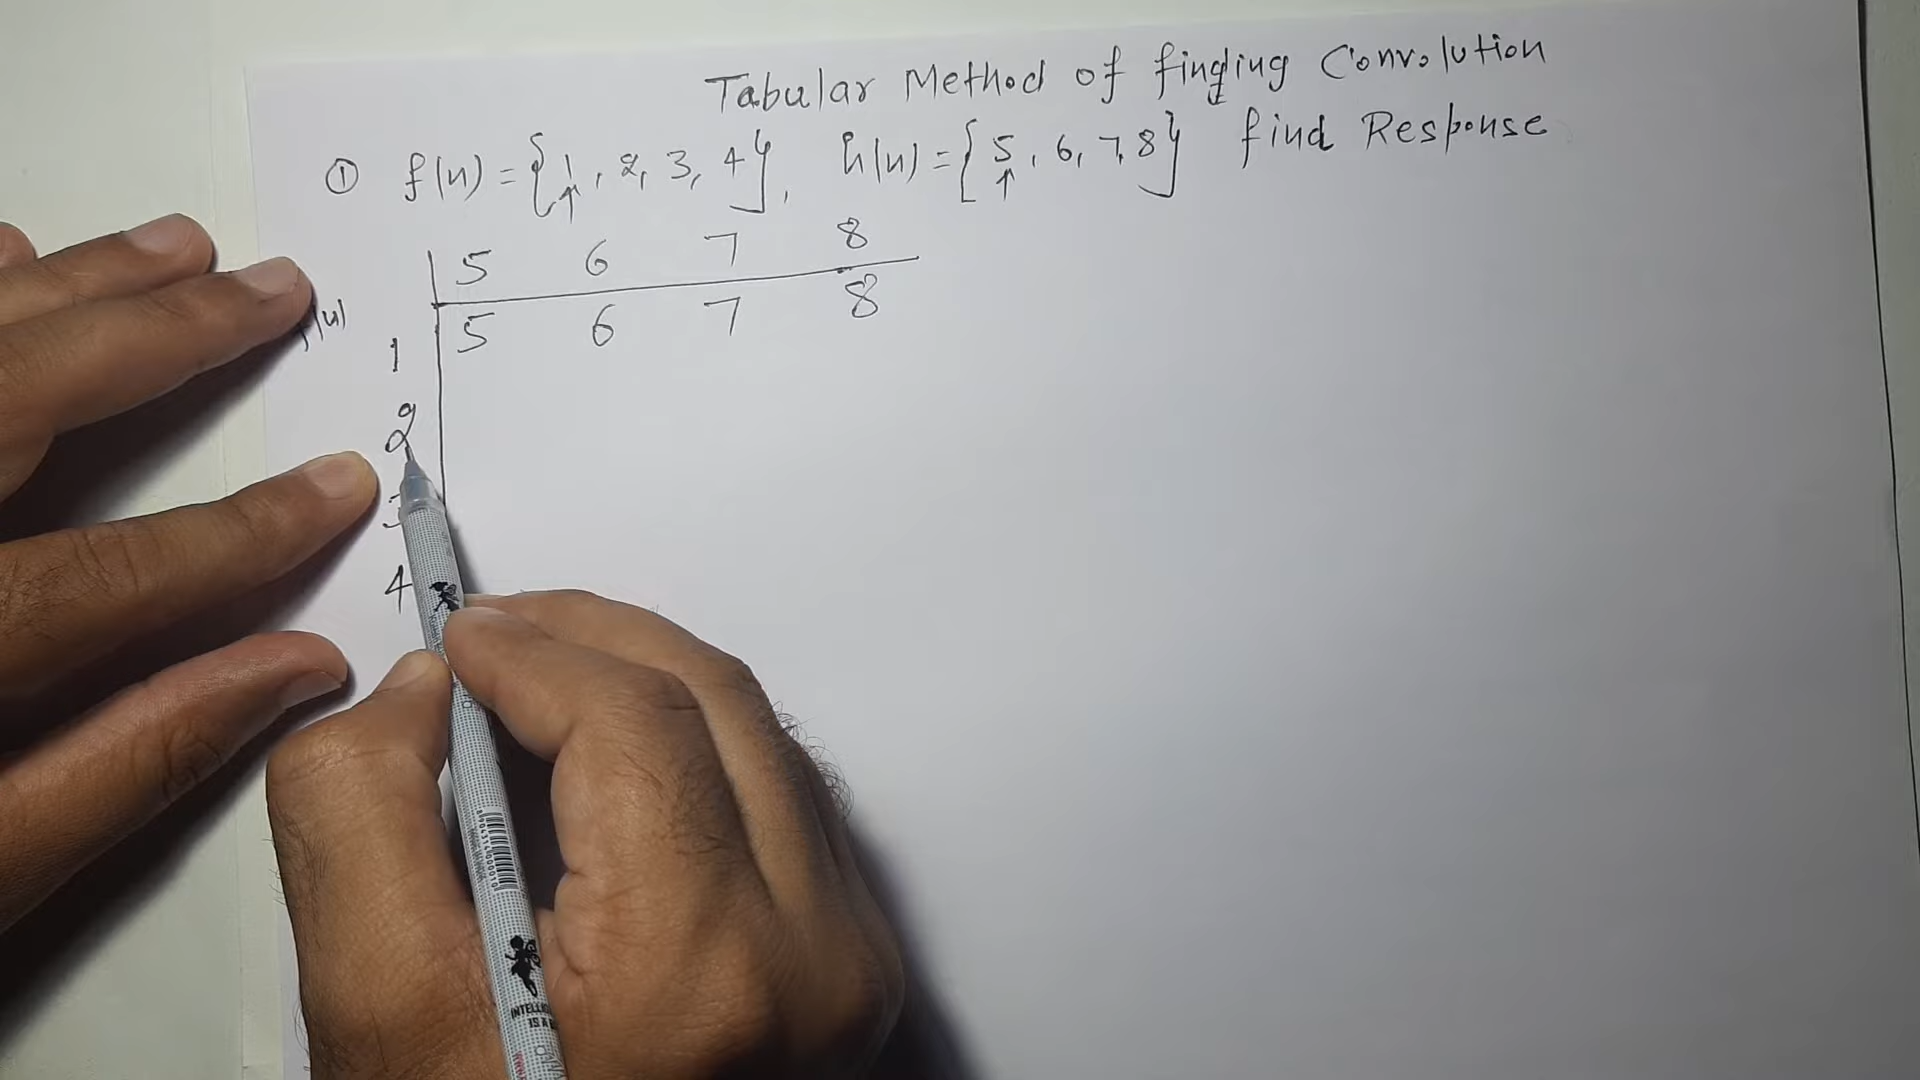 Tabular Method of finding Convolution
① f(n) = {1, 2, 3, 4}, h(n) = {5, 6, 7, 8} find Response
↑ ↑
5 6 7 8
(n)
1 5 6 7 8
2
3
4